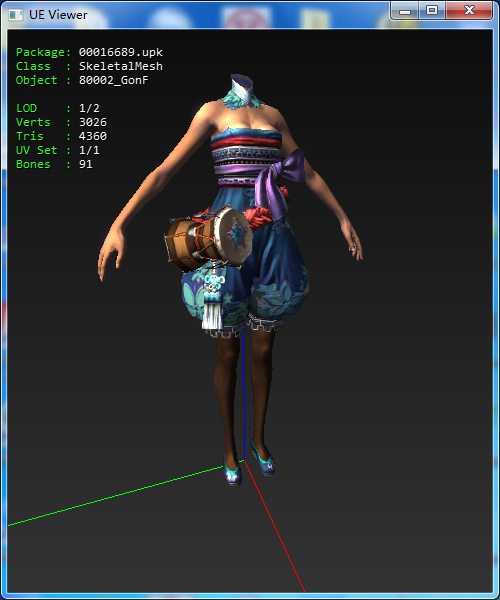 UE Viewer
Package: 00016689.upk
Class : SkeletalMesh
Object : 80002_GonF
LOD : 1/2
Verts : 3026
Tris : 4360
UV Set : 1/1
Bones : 91